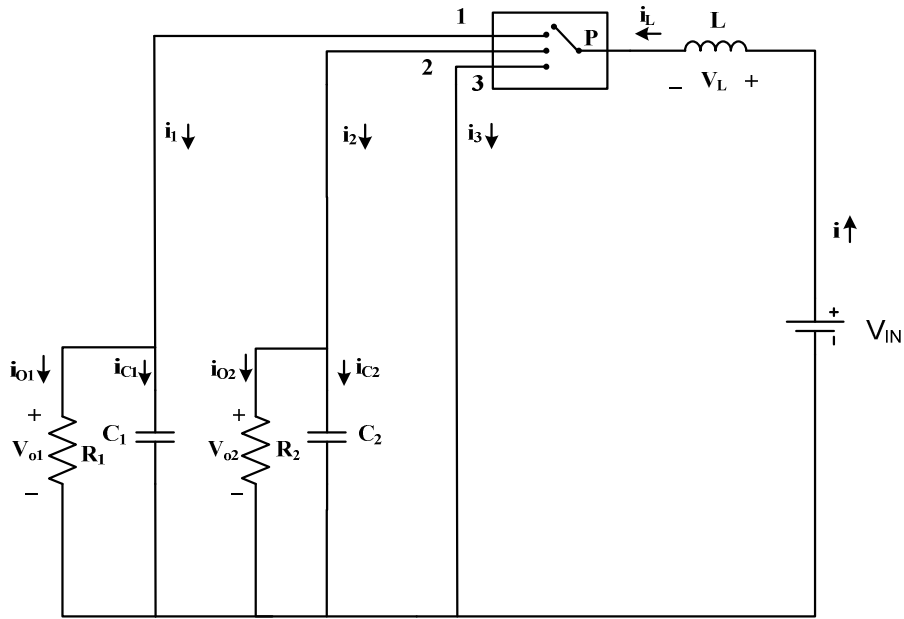 1
2
3
P
iL
L
− VL +
i1
i2
i3
i
+
−
VIN
iO1
iC1
iO2
iC2
+
Vo1
−
R1
C1
+
Vo2
−
R2
C2